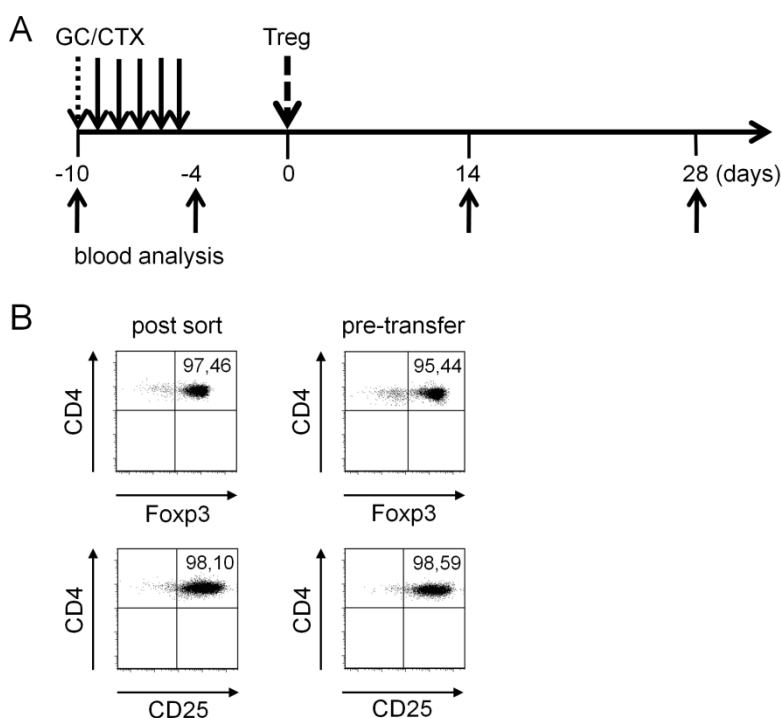 A
GC/CTX
Treg
-10
-4
0
14
28 (days)
blood analysis
B
post sort
pre-transfer
CD4
97,46
Foxp3
CD4
95,44
Foxp3
CD4
98,10
CD25
CD4
98,59
CD25